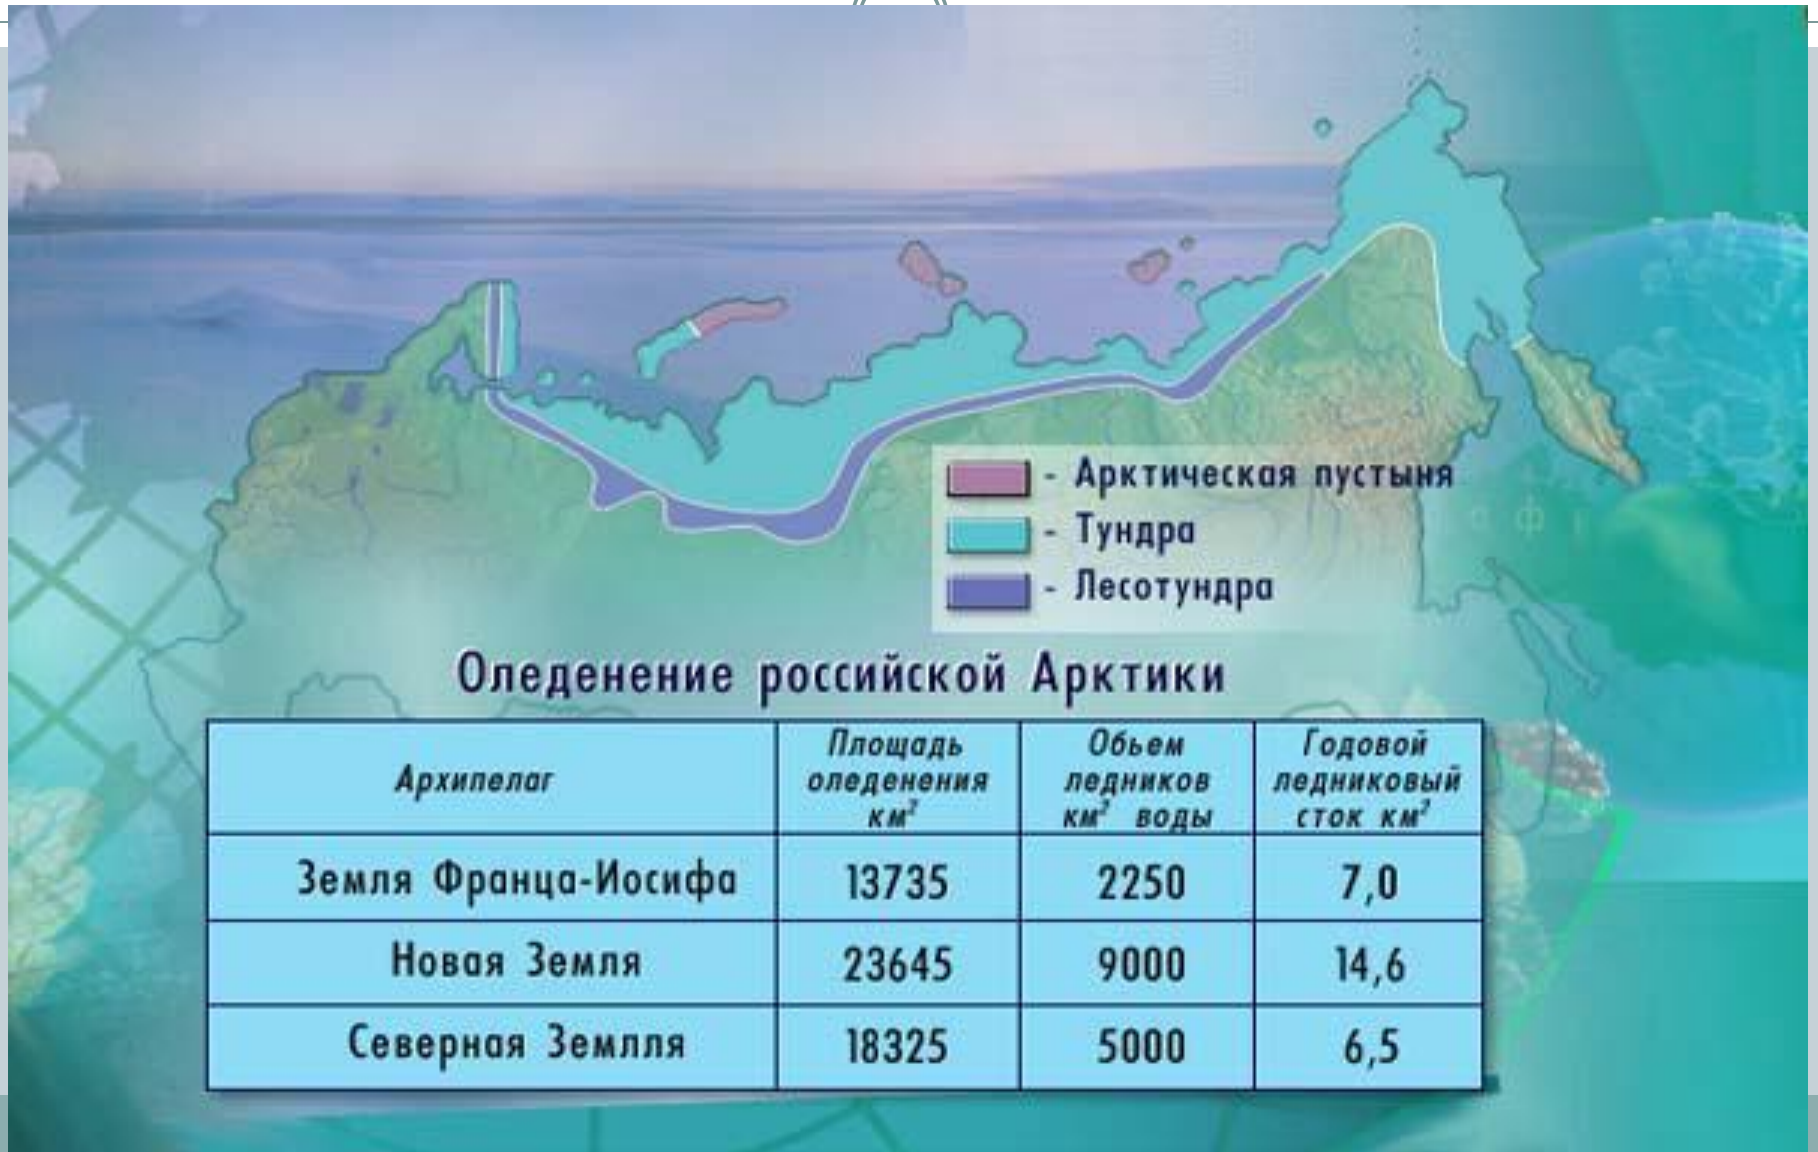 - Арктическая пустыня
- Тундра
- Лесотундра
Оледенение российской Арктики
Архипелаг
Площадь
оледенения
км²
Обьем
ледников
км² воды
Годовой
ледниковый
сток км²
Земля Франца-Иосифа 13735 2250 7,0
Новая Земля 23645 9000 14,6
Северная Землля 18325 5000 6,5